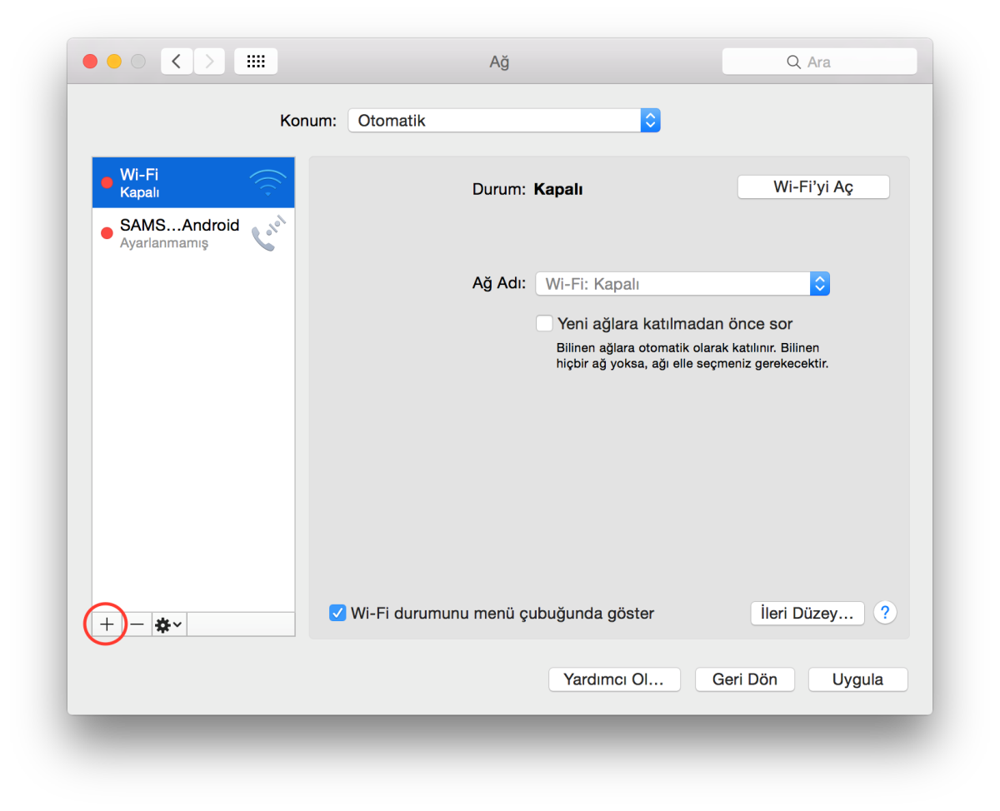 Ağ
Ara
Konum: Otomatik
Wi-Fi
Kapalı
SAMS...Android
Ayarlanmamış
Durum: Kapalı
Wi-Fi'yi Aç
Ağ Adı: Wi-Fi: Kapalı
Yeni ağlara katılmadan önce sor
Bilinen ağlara otomatik olarak katılınır. Bilinen
hiçbir ağ yoksa, ağı elle seçmeniz gerekecektir.
Wi-Fi durumunu menü çubuğunda göster
İleri Düzey...
?
Yardımcı Ol...
Geri Dön
Uygula